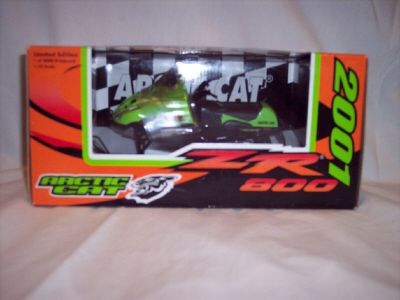 Limited Edition
ARCTIC CAT
2001
ZR
800
ARCTIC
CAT